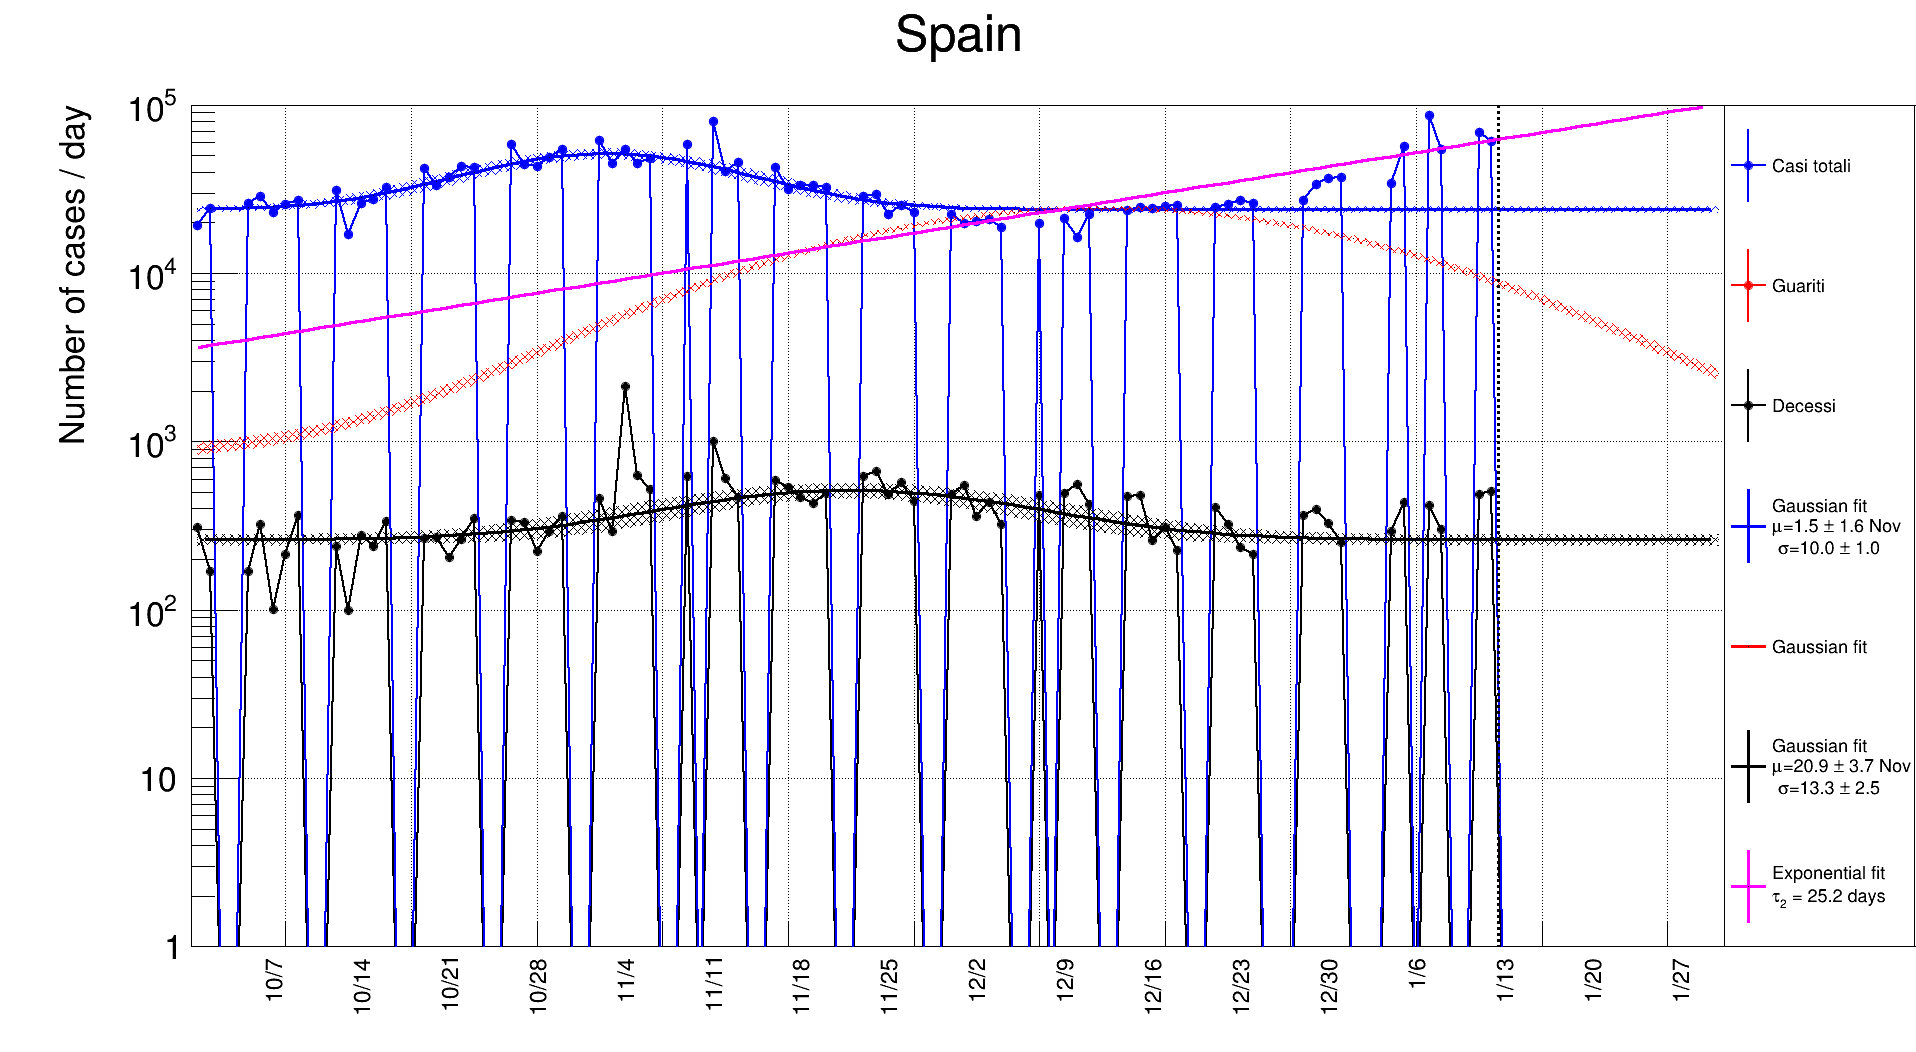 Spain
Number of cases / day
10^5
10^4
10^3
10^2
10
1
10/7
10/14
10/21
10/28
11/4
11/11
11/18
11/25
12/2
12/9
12/16
12/23
12/30
1/6
1/13
1/20
1/27
Casi totali
Guariti
Decessi
Gaussian fit
μ=1.5 ± 1.6 Nov
σ=10.0 ± 1.0
Gaussian fit
Gaussian fit
μ=20.9 ± 3.7 Nov
σ=13.3 ± 2.5
Exponential fit
τ₂ = 25.2 days